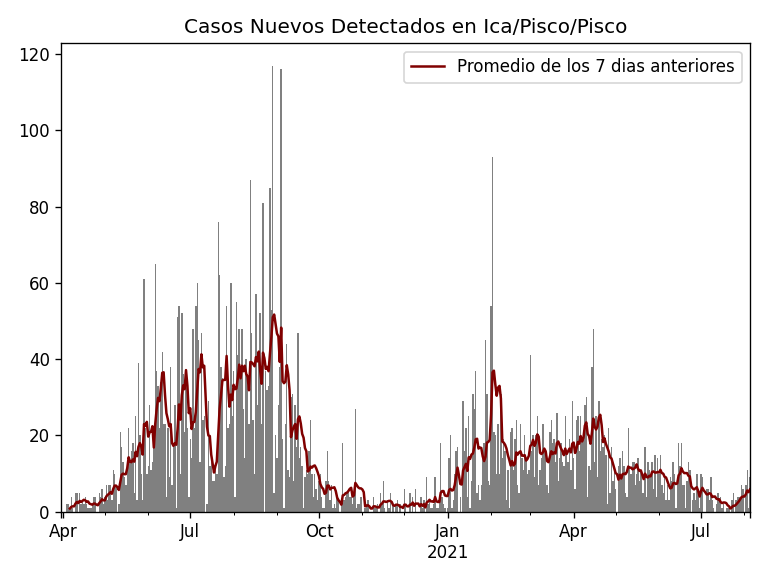 Casos Nuevos Detectados en Ica/Pisco/Pisco
Promedio de los 7 dias anteriores
120
100
80
60
40
20
0
Apr Jul Oct Jan Apr Jul
2021